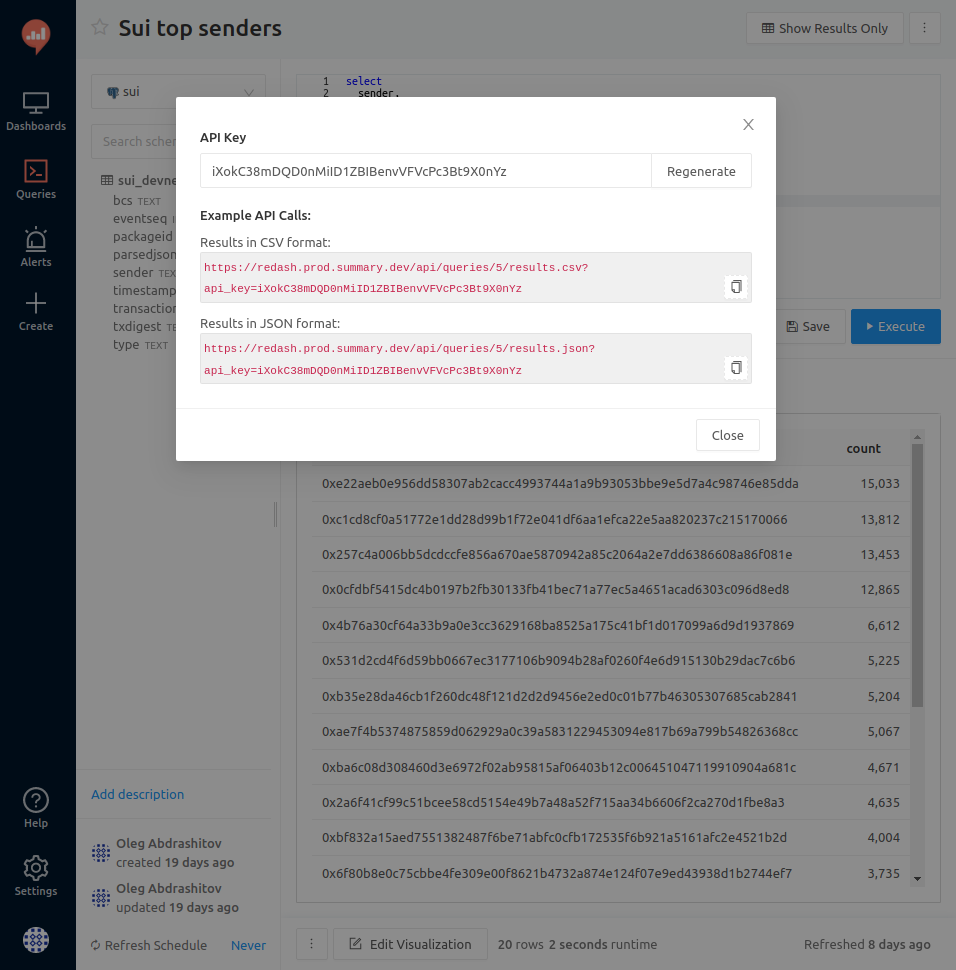 Sui top senders
Show Results Only
Dashboards
Queries
Alerts
Create
Help
Settings
sui
Search schem
sui_devne
bcs TEXT
eventseq
packageid
parsedjson
sender TEX
timestamp
transaction
txdigest TE
type TEXT
1 select
2 sender,
API Key
iXokC38mDQD0nMiID1ZBIBenvVFVcPc3Bt9X0nYz
Regenerate
Example API Calls:
Results in CSV format:
https://redash.prod.summary.dev/api/queries/5/results.csv?
api_key=iXokC38mDQD0nMiID1ZBIBenvVFVcPc3Bt9X0nYz
Results in JSON format:
https://redash.prod.summary.dev/api/queries/5/results.json?
api_key=iXokC38mDQD0nMiID1ZBIBenvVFVcPc3Bt9X0nYz
Close
Save
Execute
count
0xe22aeb0e956dd58307ab2cacc4993744a1a9b93053bbe9e5d7a4c98746e85dda 15,033
0xc1cd8cf0a51772e1dd28d99b1f72e041df6aa1efca22e5aa820237c215170066 13,812
0x257c4a006bb5dcdccfe856a670ae5870942a85c2064a2e7dd6386608a86f081e 13,453
0x0cfdbf5415dc4b0197b2fb30133fb41bec71a77ec5a4651acad6303c096d8ed8 12,865
0x4b76a30cf64a33b9a0e3cc3629168ba8525a175c41bf1d017099a6d9d1937869 6,612
0x531d2cd4f6d59bb0667ec3177106b9094b28af0260f4e6d915130b29dac7c6b6 5,225
0xb35e28da46cb1f260dc48f121d2d2d9456e2ed0c01b77b46305307685cab2841 5,204
0xae7f4b5374875859d062929a0c39a5831229453094e817b69a799b54826368cc 5,067
0xba6c08d308460d3e6972f02ab95815af06403b12c006451047119910904a681c 4,671
0x2a6f41cf99c51bcee58cd5154e49b7a48a52f715aa34b6606f2ca270d1fbe8a3 4,635
0xbf832a15aed7551382487f6be71abfc0cfb172535f6b921a5161afc2e4521b2d 4,004
0x6f80b8e0c75cbbe4fe309e00f8621b4732a874e124f07e9ed43938d1b2744ef7 3,735
Add description
Oleg Abdrashitov
created 19 days ago
Oleg Abdrashitov
updated 19 days ago
Refresh Schedule Never
Edit Visualization
20 rows 2 seconds runtime
Refreshed 8 days ago